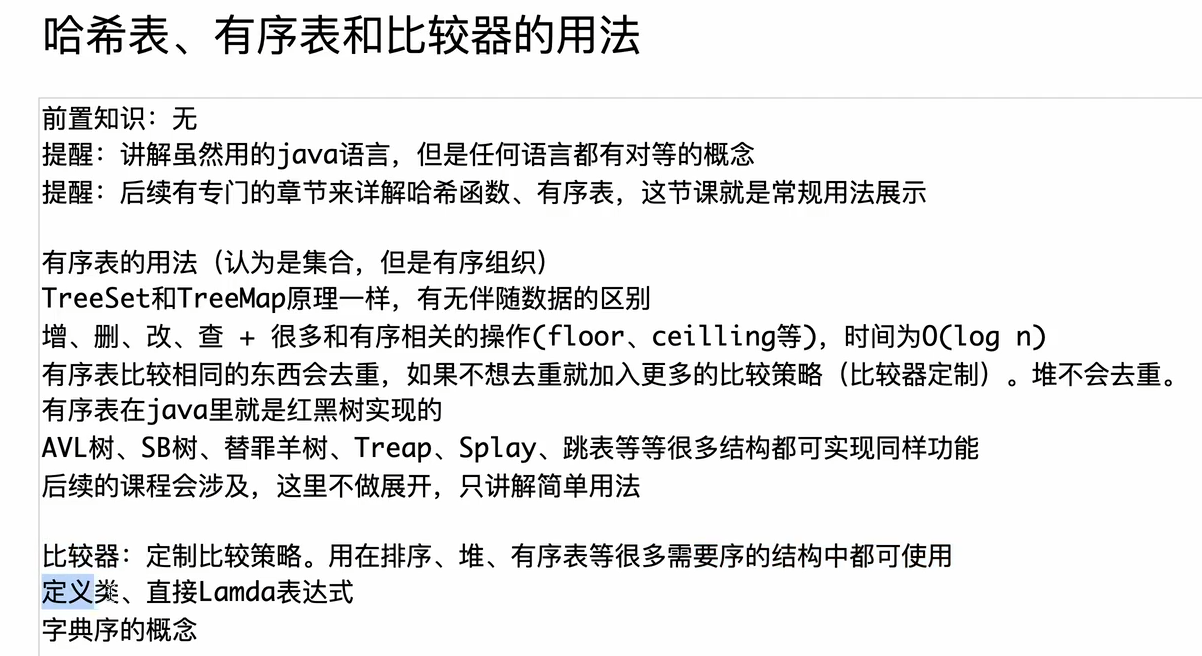 哈希表、有序表和比较器的用法
前置知识：无
提醒：讲解虽然用的java语言，但是任何语言都有对等的概念
提醒：后续有专门的章节来详解哈希函数、有序表，这节课就是常规用法展示
有序表的用法（认为是集合，但是有序组织）
TreeSet和TreeMap原理一样，有无伴随数据的区别
增、删、改、查 + 很多和有序相关的操作(floor、ceilling等)，时间为O(log n)
有序表比较相同的东西会去重，如果不想去重就加入更多的比较策略（比较器定制）。堆不会去重。
有序表在java里就是红黑树实现的
AVL树、SB树、替罪羊树、Treap、Splay、跳表等等很多结构都可实现同样功能
后续的课程会涉及，这里不做展开，只讲解简单用法
比较器：定制比较策略。用在排序、堆、有序表等很多需要序的结构中都可使用
定义类、直接Lamda表达式
字典序的概念